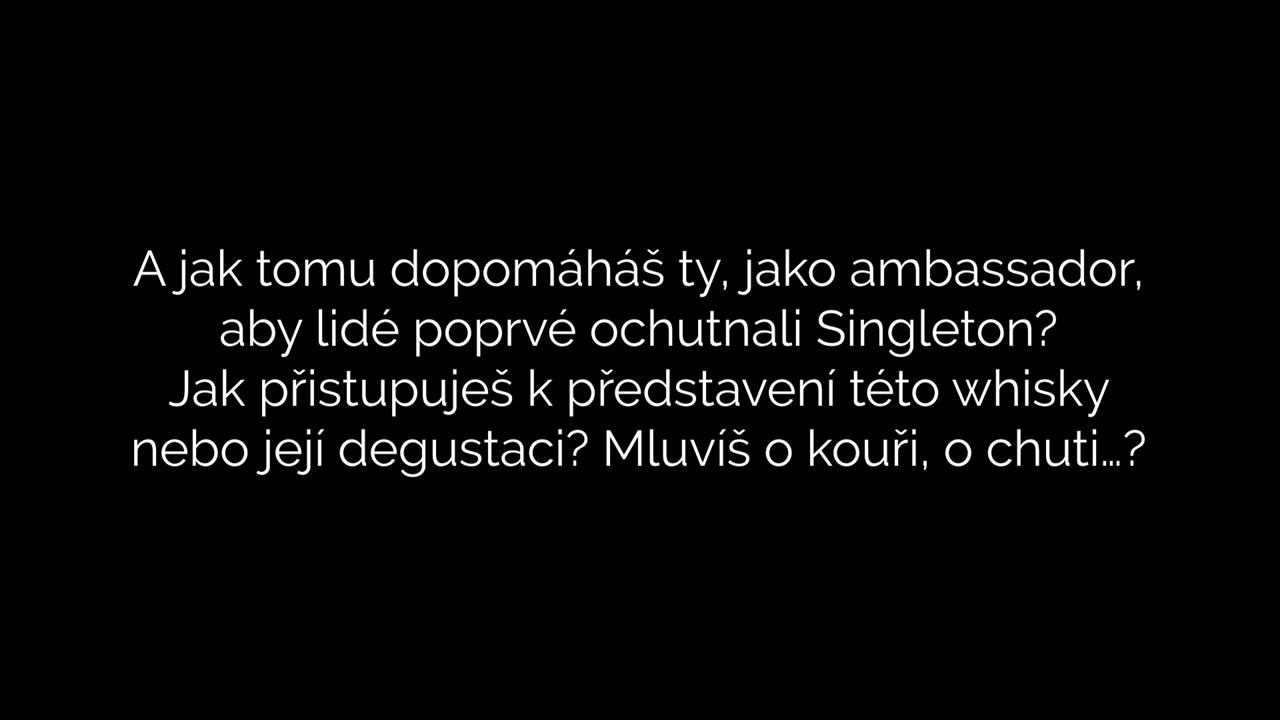 A jak tomu dopomáháš ty, jako ambassador,
aby lidé poprvé ochutnali Singleton?
Jak přistupuješ k představení této whisky
nebo její degustaci? Mluvíš o kouři, o chuti...?